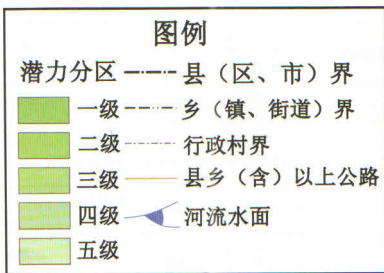 图例
潜力分区 县（区、市）界
一级 乡（镇、街道）界
二级 行政村界
三级 县乡（含）以上公路
四级 河流水面
五级